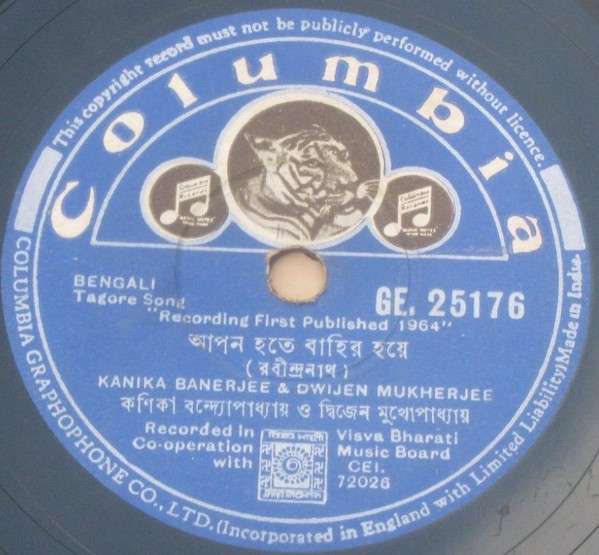 This copyright record must not be publicly performed without licence.
Columbia
BENGALI
Tagore Song
GE. 25176
"Recording First Published 1964"
আপন হতে বাহির হয়ে
(রবীন্দ্রনাথ)
KANIKA BANERJEE & DWIJEN MUKHERJEE
কণিকা বন্দ্যোপাধ্যায় ও দ্বিজেন মুখোপাধ্যায়
Recorded in
Co-operation
with
Visva Bharati
Music Board
CEI.
72026
COLUMBIA GRAPHOPHONE CO., LTD. (Incorporated in England with Limited Liability) Made in India